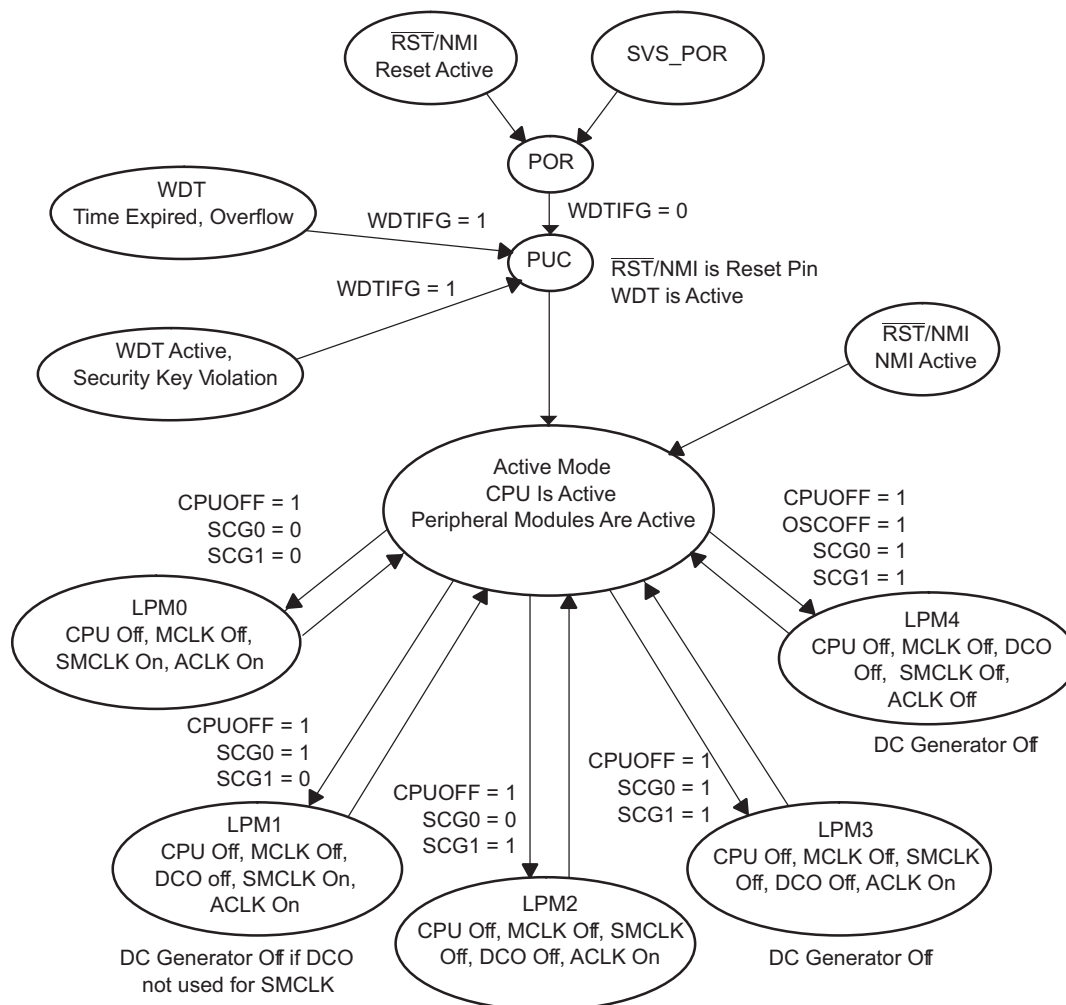 RST/NMI
Reset Active
SVS_POR
POR
WDT
Time Expired, Overflow
WDTIFG = 1
WDTIFG = 0
PUC
RST/NMI is Reset Pin
WDT is Active
WDTIFG = 1
WDT Active,
Security Key Violation
RST/NMI
NMI Active
Active Mode
CPU Is Active
Peripheral Modules Are Active
CPUOFF = 1
SCG0 = 0
SCG1 = 0
CPUOFF = 1
OSCOFF = 1
SCG0 = 1
SCG1 = 1
LPM0
CPU Off, MCLK Off,
SMCLK On, ACLK On
LPM4
CPU Off, MCLK Off, DCO
Off, SMCLK Off,
ACLK Off
DC Generator Off
CPUOFF = 1
SCG0 = 1
SCG1 = 0
CPUOFF = 1
SCG0 = 0
SCG1 = 1
CPUOFF = 1
SCG0 = 1
SCG1 = 1
LPM1
CPU Off, MCLK Off,
DCO off, SMCLK On,
ACLK On
DC Generator Off if DCO
not used for SMCLK
LPM2
CPU Off, MCLK Off, SMCLK
Off, DCO Off, ACLK On
LPM3
CPU Off, MCLK Off, SMCLK
Off, DCO Off, ACLK On
DC Generator Off